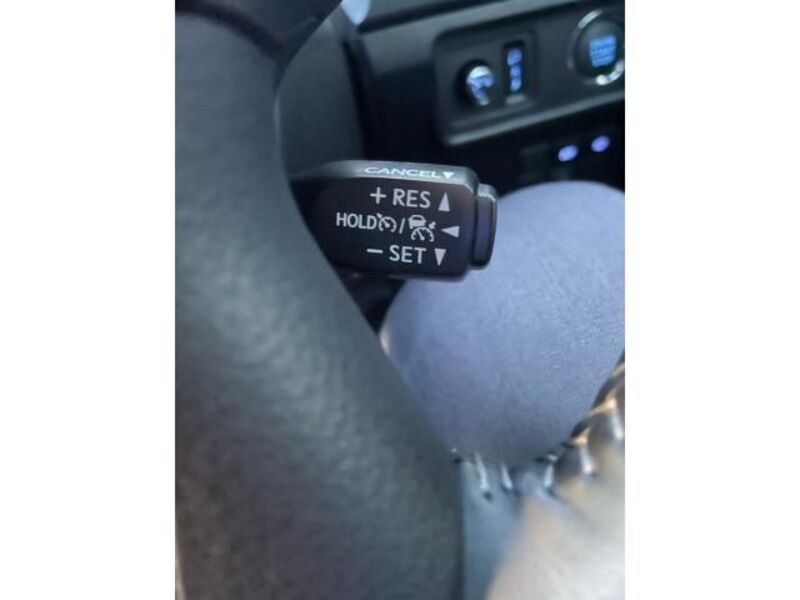 CANCEL
+ RES
HOLD /
- SET